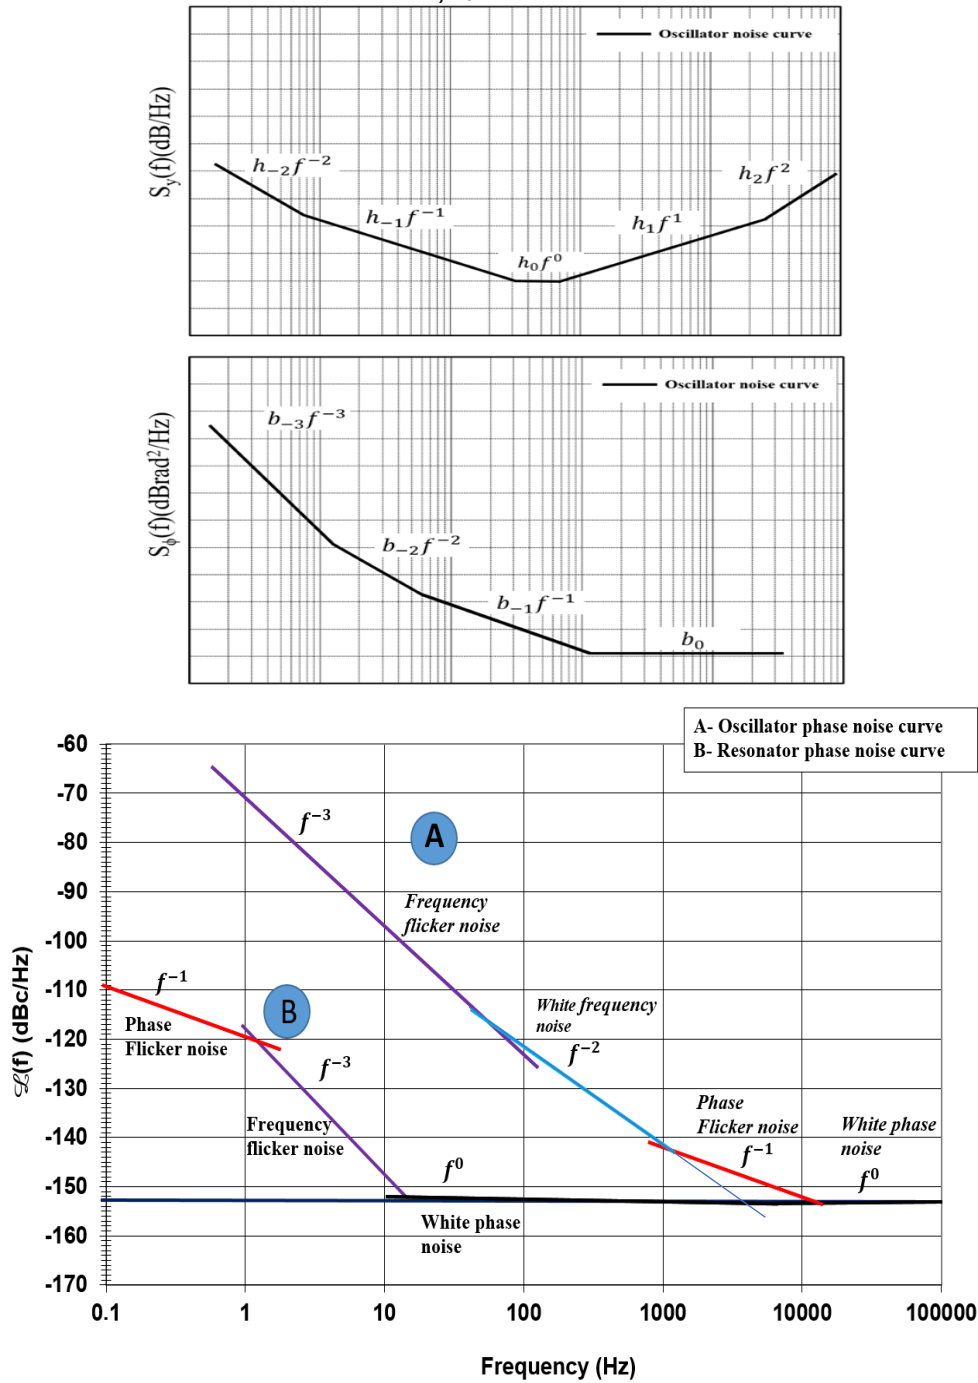 Oscillator noise curve
S_y(f)(dB/Hz)
h₋₂f⁻²
h₋₁f⁻¹
h₀f⁰
h₁f¹
h₂f²
Oscillator noise curve
S_ϕ(f)(dBrad²/Hz)
b₋₃f⁻³
b₋₂f⁻²
b₋₁f⁻¹
b₀
A- Oscillator phase noise curve
B- Resonator phase noise curve
ℒ(f) (dBc/Hz)
-60
-70
-80
-90
-100
-110
-120
-130
-140
-150
-160
-170
f⁻³
A
Frequency
flicker noise
f⁻¹
B
Phase
Flicker noise
f⁻³
Frequency
flicker noise
White frequency
noise
f⁻²
Phase
Flicker noise
f⁻¹
White phase
noise
f⁰
f⁰
White phase
noise
0.1 1 10 100 1000 10000 100000
Frequency (Hz)